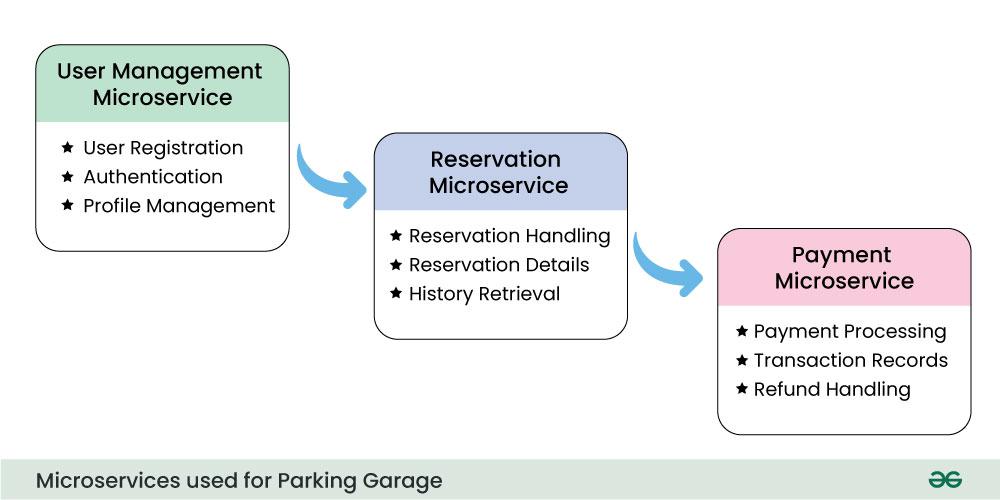 User Management
Microservice
★ User Registration
★ Authentication
★ Profile Management
Reservation
Microservice
★ Reservation Handling
★ Reservation Details
★ History Retrieval
Payment
Microservice
★ Payment Processing
★ Transaction Records
★ Refund Handling
Microservices used for Parking Garage